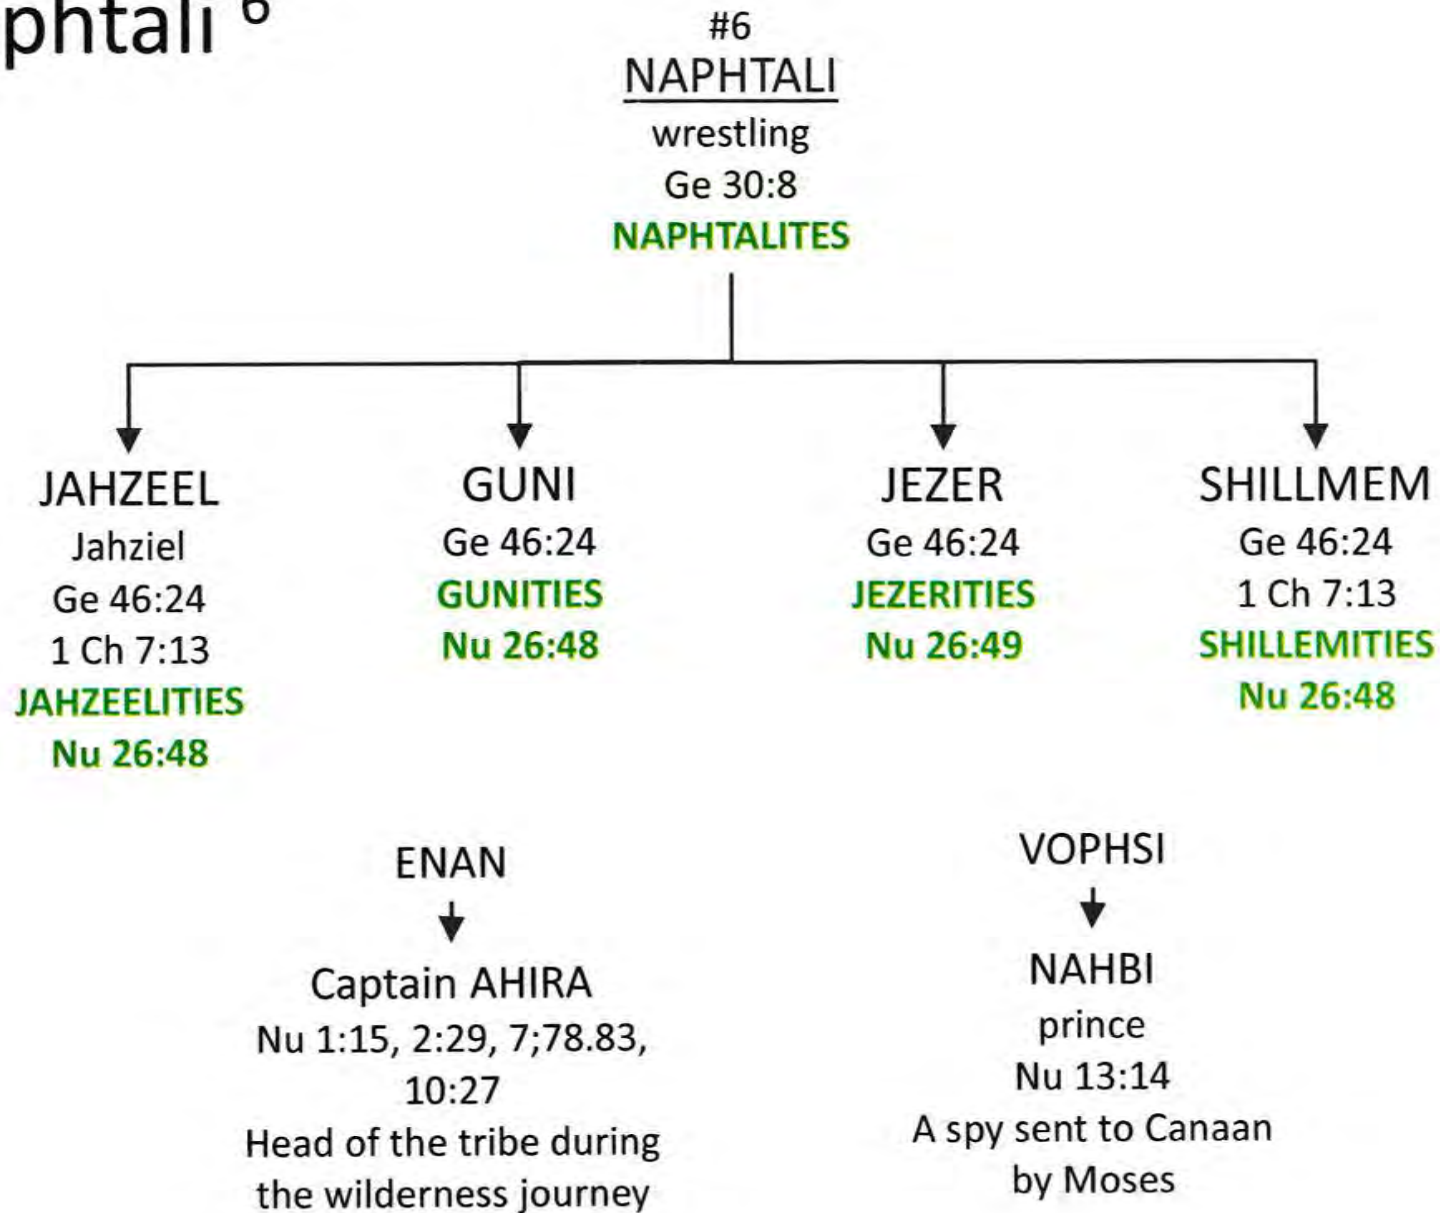 phtali 6
#6
NAPHTALI
wrestling
Ge 30:8
NAPHTALITES
JAHZEEL
Jahziel
Ge 46:24
1 Ch 7:13
JAHZEELITIES
Nu 26:48
GUNI
Ge 46:24
GUNITIES
Nu 26:48
JEZER
Ge 46:24
JEZERITIES
Nu 26:49
SHILLMEM
Ge 46:24
1 Ch 7:13
SHILLEMITIES
Nu 26:48
ENAN
Captain AHIRA
Nu 1:15, 2:29, 7;78.83,
10:27
Head of the tribe during
the wilderness journey
VOPHSI
NAHBI
prince
Nu 13:14
A spy sent to Canaan
by Moses